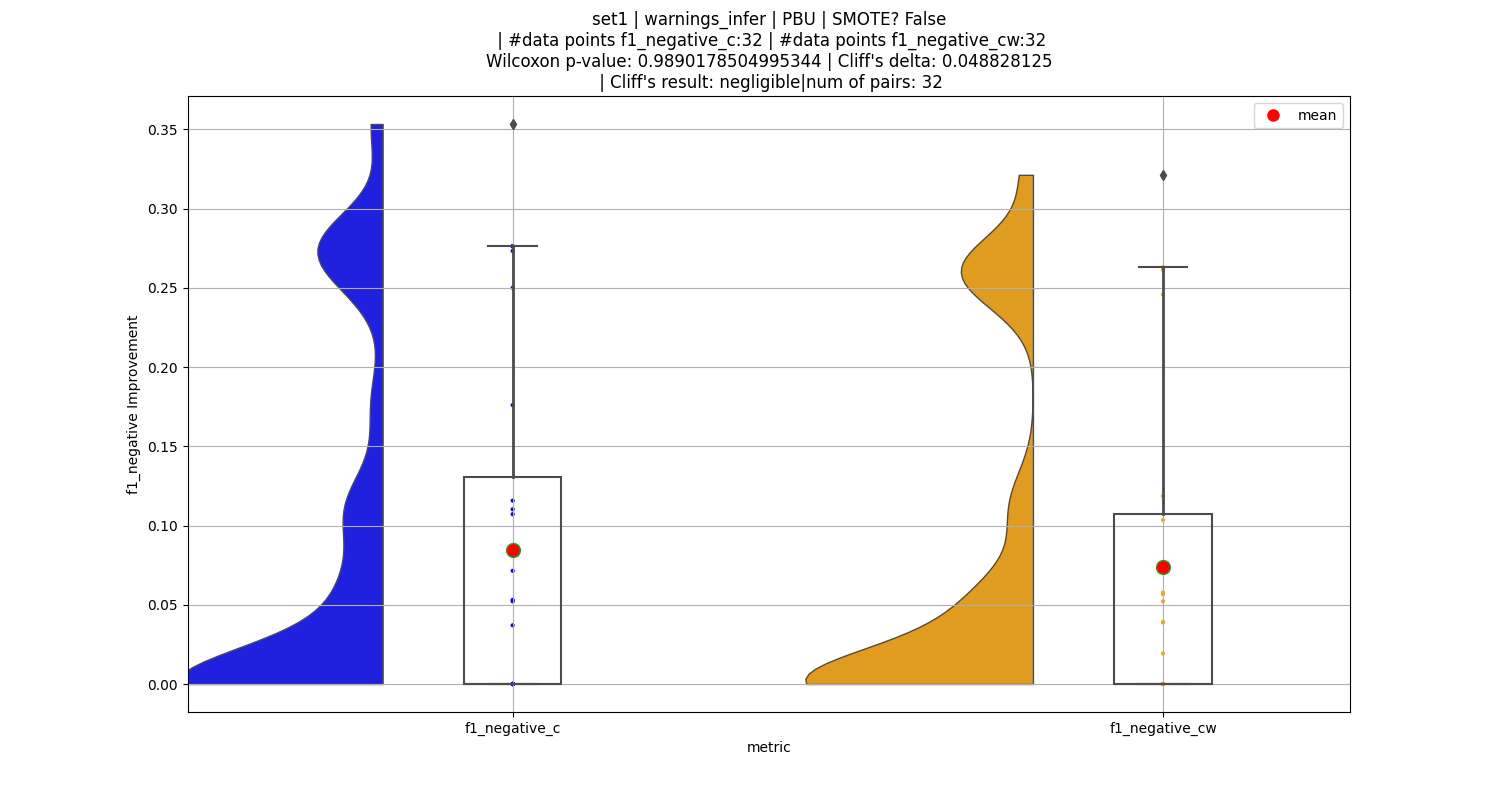 set1 | warnings_infer | PBU | SMOTE? False
| #data points f1_negative_c:32 | #data points f1_negative_cw:32
Wilcoxon p-value: 0.9890178504995344 | Cliff's delta: 0.048828125
| Cliff's result: negligible|num of pairs: 32
mean
0.35
0.30
0.25
0.20
0.15
0.10
0.05
0.00
f1_negative Improvement
f1_negative_c
f1_negative_cw
metric